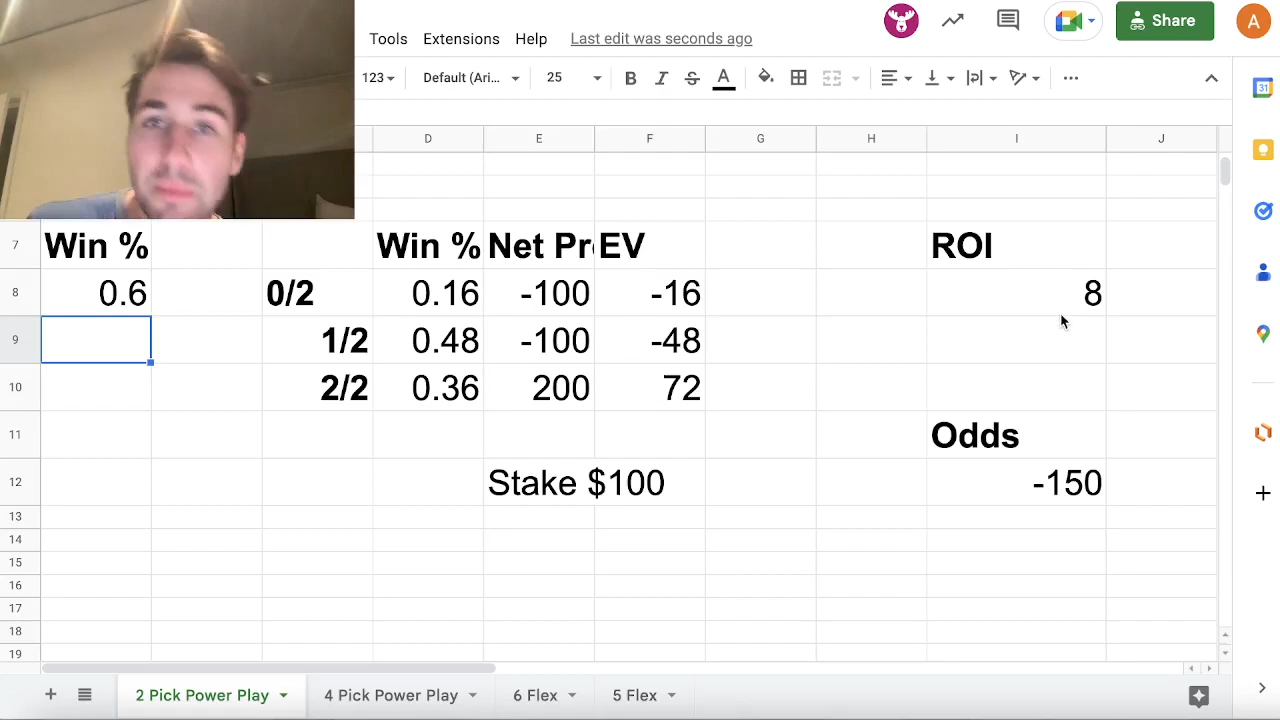 Tools Extensions Help Last edit was seconds ago Share A
123 Default (Ari... 25 B I S A
D E F G H I J
31
7 Win % Win % Net Pr EV ROI
8 0.6 0/2 0.16 -100 -16 8
9 1/2 0.48 -100 -48
10 2/2 0.36 200 72
11 Odds
12 Stake $100 -150
13
14
15
16
17
18
19
2 Pick Power Play 4 Pick Power Play 6 Flex 5 Flex